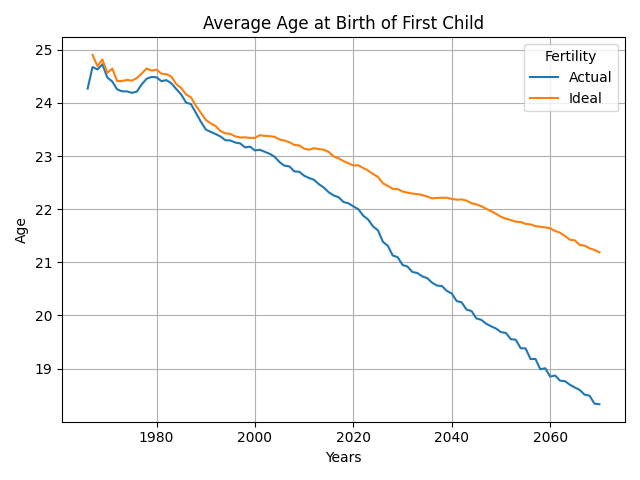 Average Age at Birth of First Child
Fertility
Actual
Ideal
Age
25
24
23
22
21
20
19
1980
2000
2020
2040
2060
Years